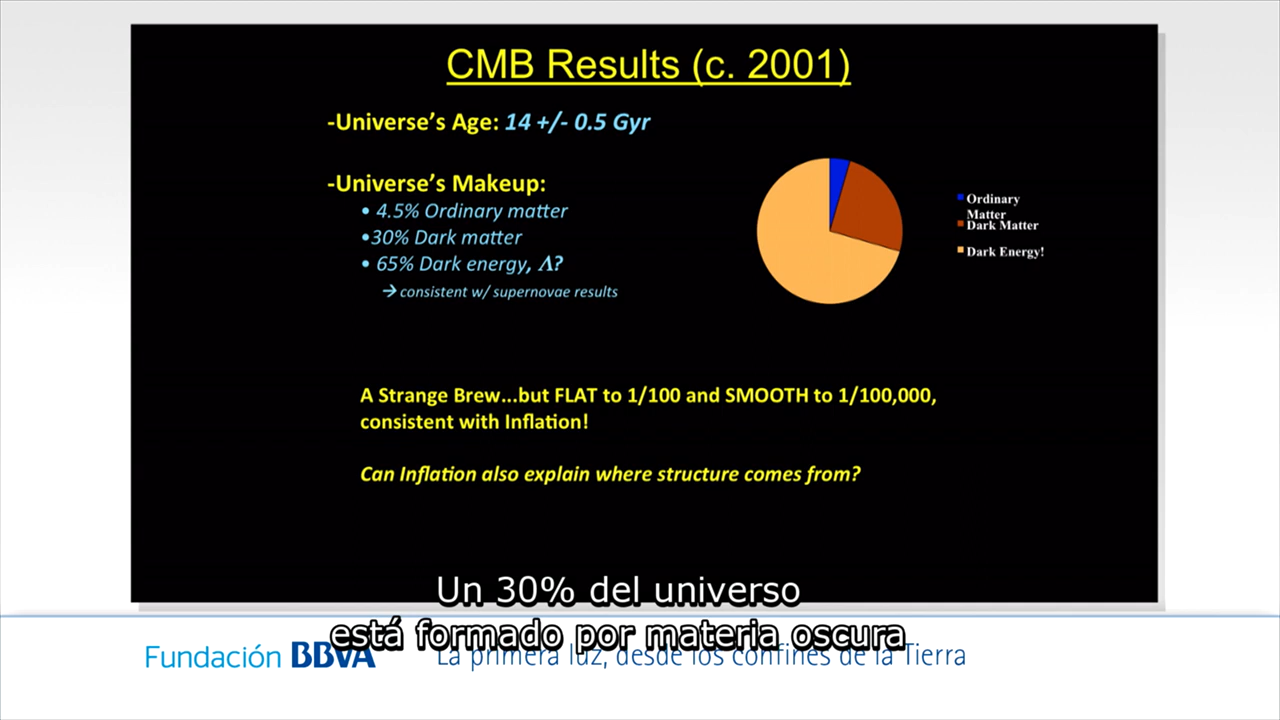 CMB Results (c. 2001)
-Universe's Age: 14 +/- 0.5 Gyr
-Universe's Makeup:
• 4.5% Ordinary matter
•30% Dark matter
• 65% Dark energy, Λ?
→ consistent w/ supernovae results
Ordinary
Matter
Dark Matter
Dark Energy!
A Strange Brew...but FLAT to 1/100 and SMOOTH to 1/100,000,
consistent with Inflation!
Can Inflation also explain where structure comes from?
Un 30% del universo
está formado por materia oscura
Fundación BBVA
La primera luz, desde los confines de la Tierra